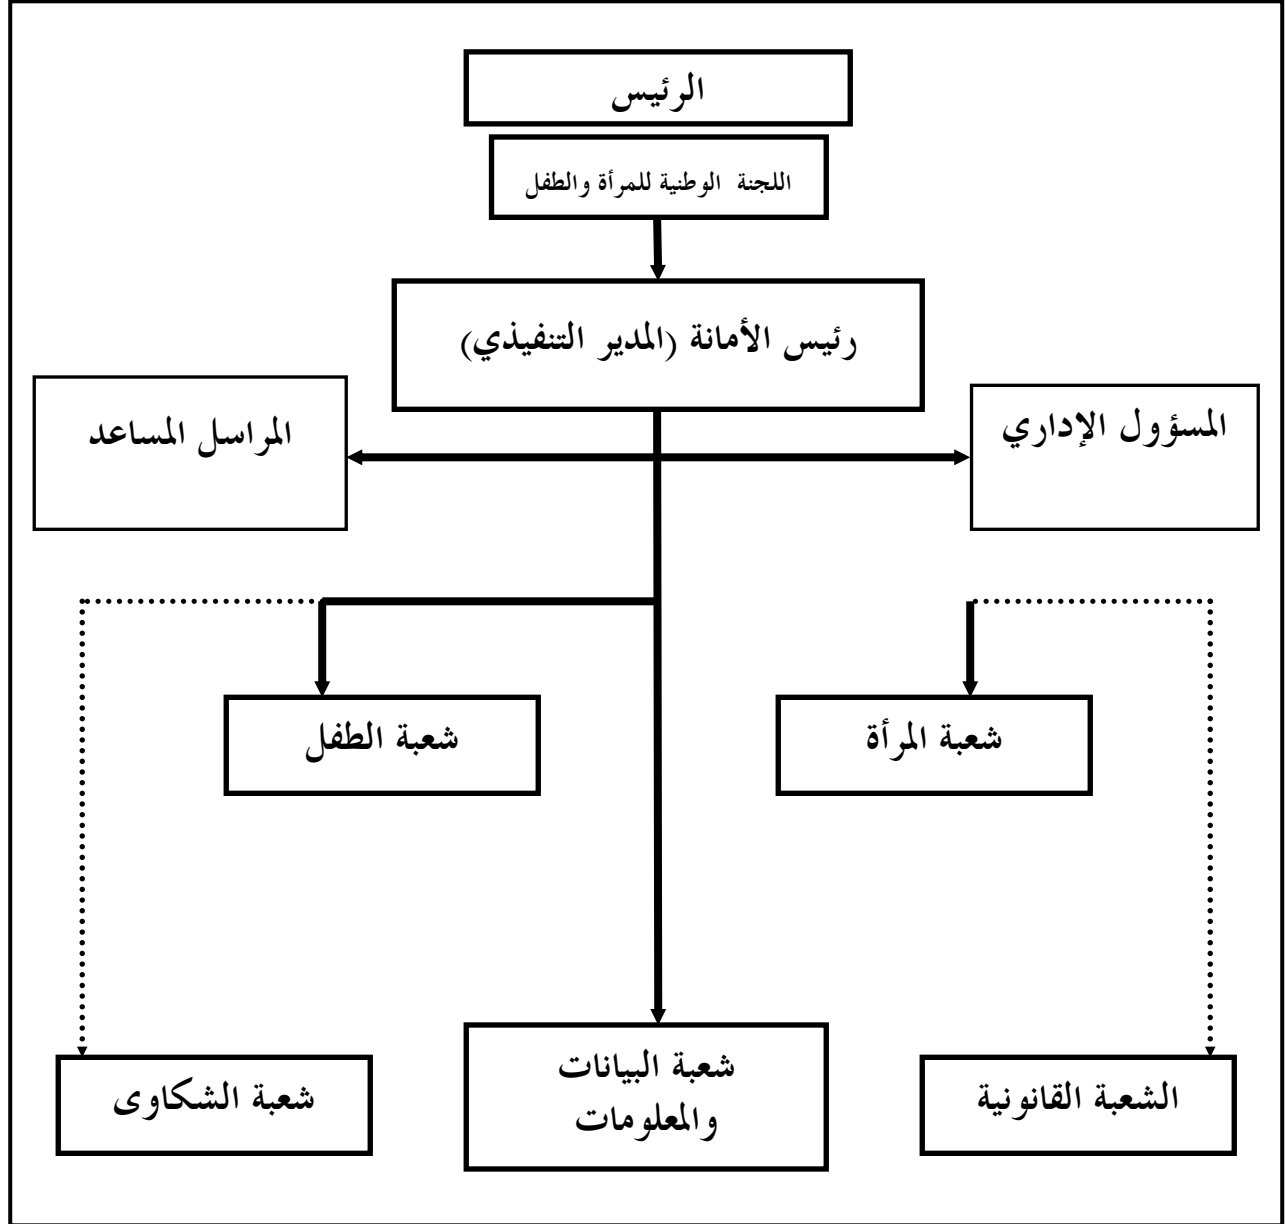 الرئيس
اللجنة الوطنية للمرأة والطفل
رئيس الأمانة (المدير التنفيذي)
المسؤول الإداري
المراسل المساعد
شعبة المرأة
شعبة الطفل
الشعبة القانونية
شعبة البيانات
والمعلومات
شعبة الشكاوى